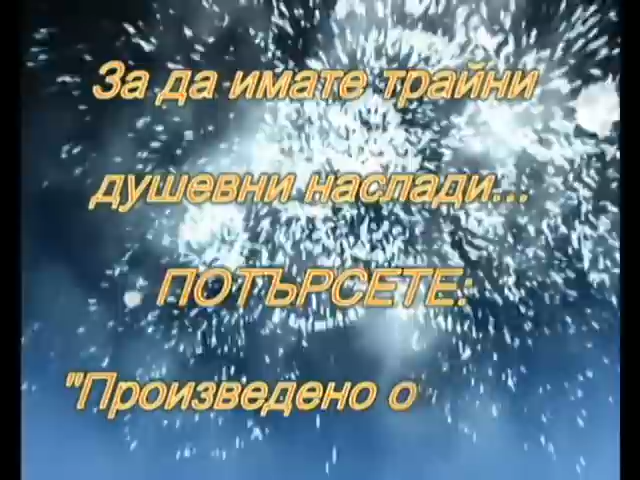 За да имате трайни
душевни наслади...
ПОТЪРСЕТЕ:
"Произведено о